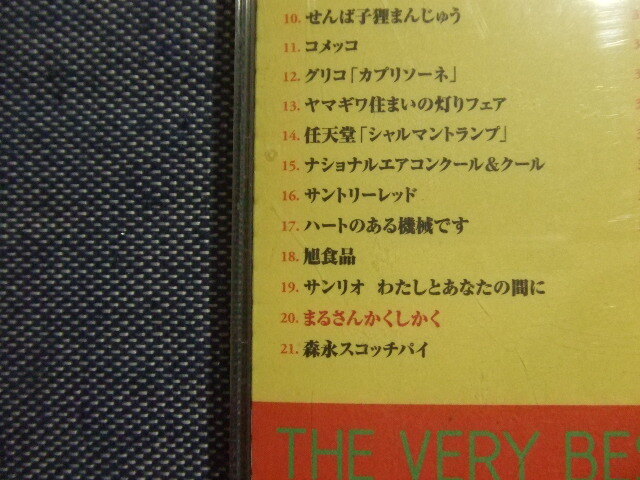 10. せんば子狸まんじゅう
11. コメッコ
12. グリコ「カプリソーネ」
13. ヤマギワ住まいの灯りフェア
14. 任天堂「シャルマントランプ」
15. ナショナルエアコンクール&クール
16. サントリーレッド
17. ハートのある機械です
18. 旭食品
19. サンリオ わたしとあなたの間に
20. まるさんかくしかく
21. 森永スコッチパイ
THE VERY BES